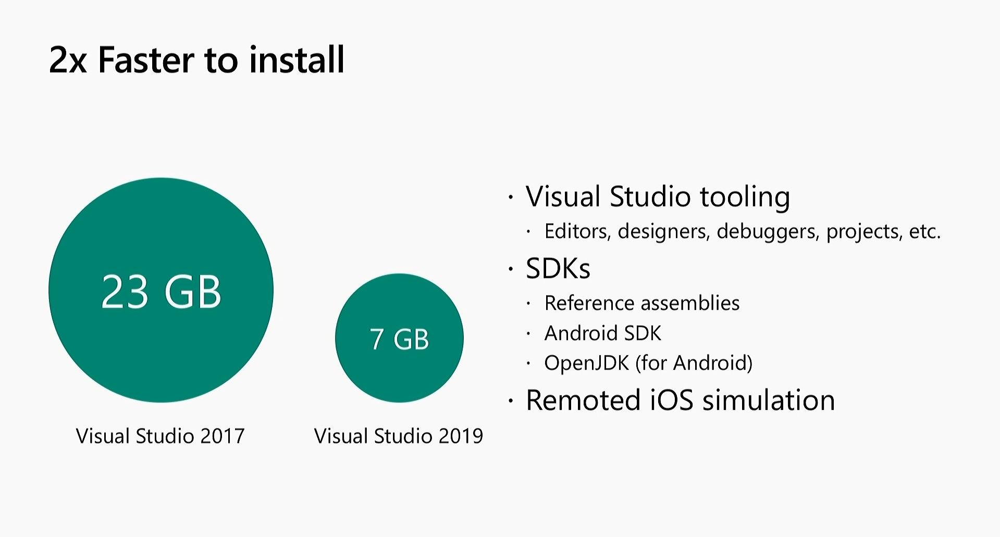 2x Faster to install
23 GB
7 GB
Visual Studio 2017
Visual Studio 2019
· Visual Studio tooling
· Editors, designers, debuggers, projects, etc.
· SDKs
· Reference assemblies
· Android SDK
· OpenJDK (for Android)
· Remoted iOS simulation